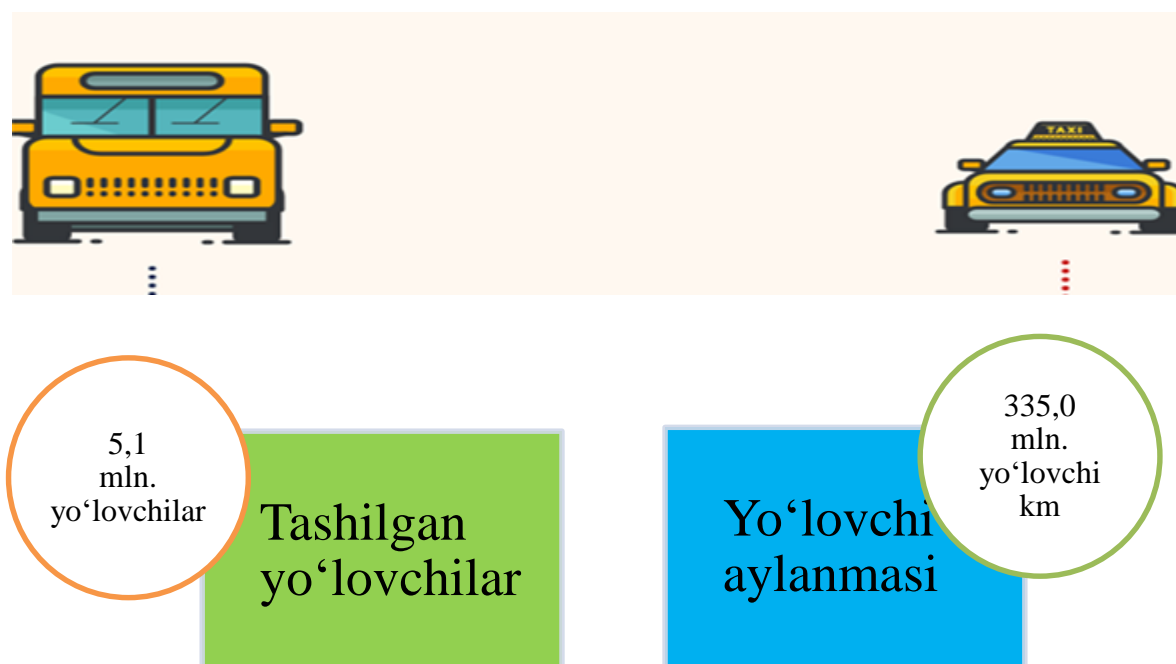 TAXI
5,1
mln.
yo‘lovchilar
Tashilgan
yo‘lovchilar
335,0
mln.
yo‘lovchi
km
Yo‘lovchi
aylanmasi